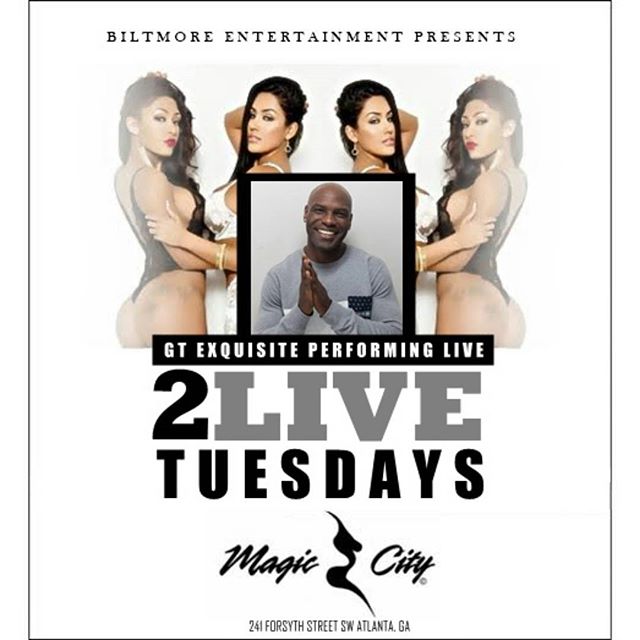 BILTMORE ENTERTAINMENT PRESENTS
GT EXQUISITE PERFORMING LIVE
2LIVE
TUESDAYS
Magic City©
241 FORSYTH STREET SW ATLANTA, GA